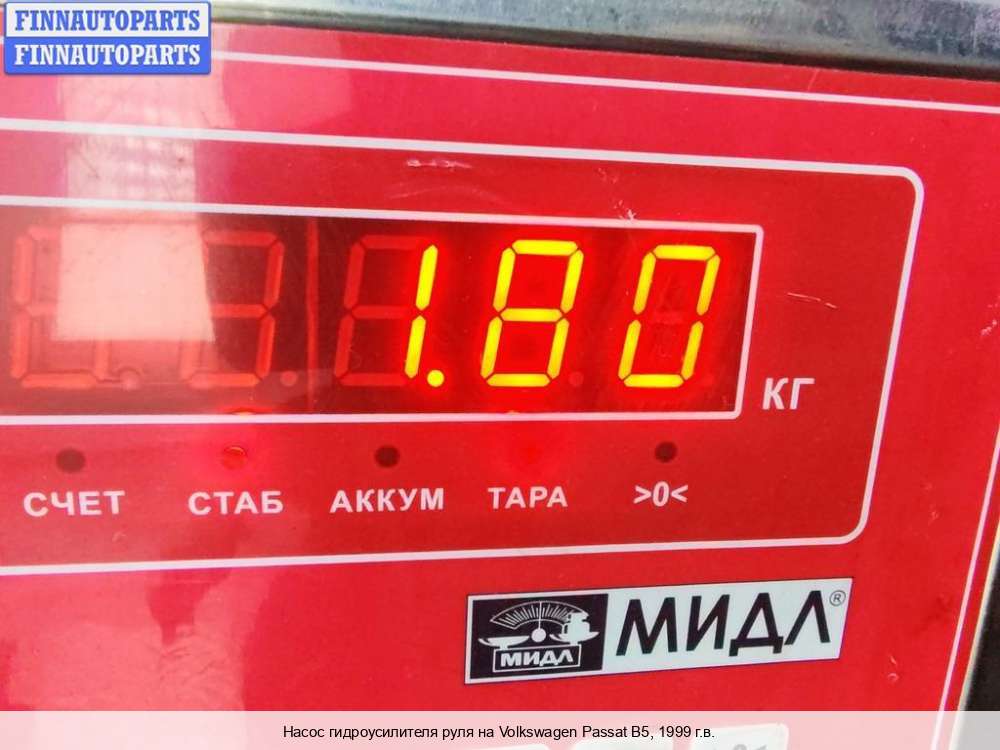 FINNAUTOPARTS
FINNAUTOPARTS
1.80
КГ
СЧЕТ СТАБ АККУМ ТАРА >0<
МИДЛ МИДЛ®
Насос гидроусилителя руля на Volkswagen Passat B5, 1999 г.в.